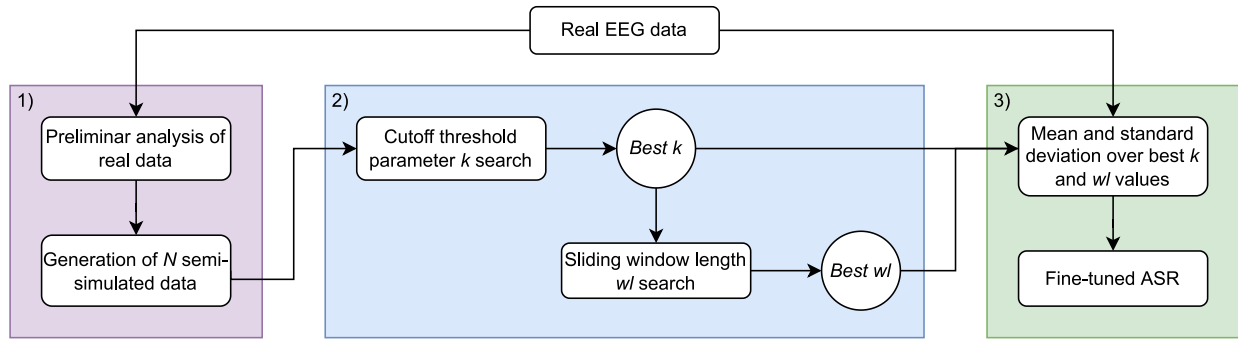 Real EEG data
1)
Preliminar analysis of
real data
Generation of N semi-
simulated data
2)
Cutoff threshold
parameter k search
Best k
Sliding window length
wl search
Best wl
3)
Mean and standard
deviation over best k
and wl values
Fine-tuned ASR